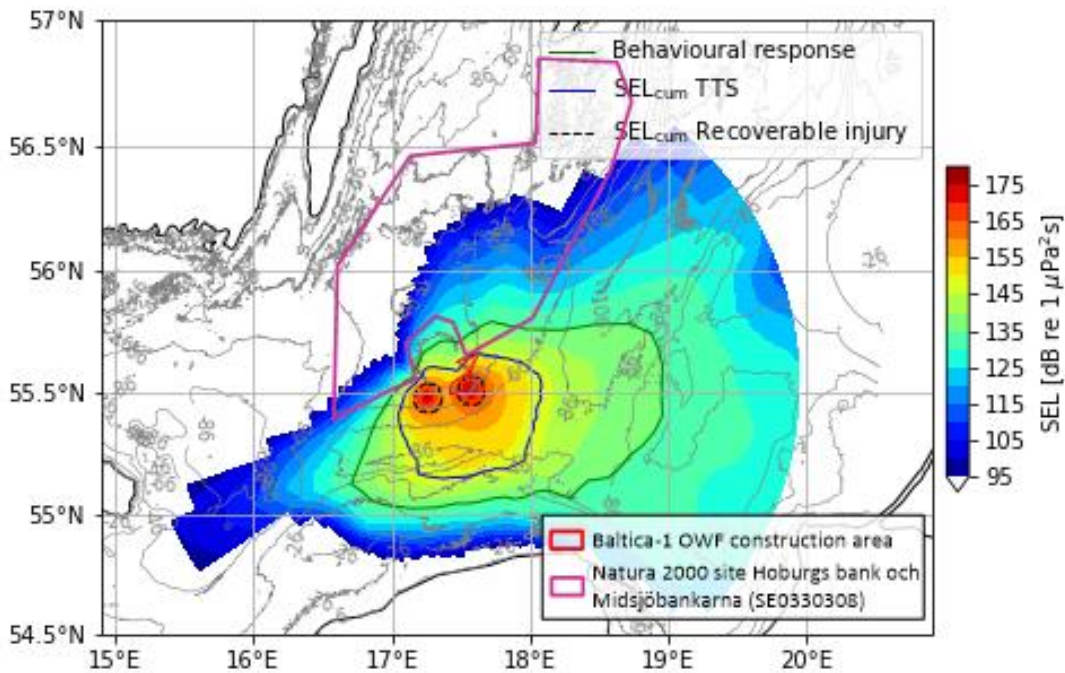 57°N
56.5°N
56°N
55.5°N
55°N
54.5°N
15°E
16°E
17°E
18°E
19°E
20°E
Behavioural response
SELcum TTS
SELcum Recoverable injury
Baltica-1 OWF construction area
Natura 2000 site Hoburgs bank och
Midsjöbankarna (SE0330308)
175
165
155
145
135
125
115
105
95
SEL [dB re 1 μPa²s]
26
26